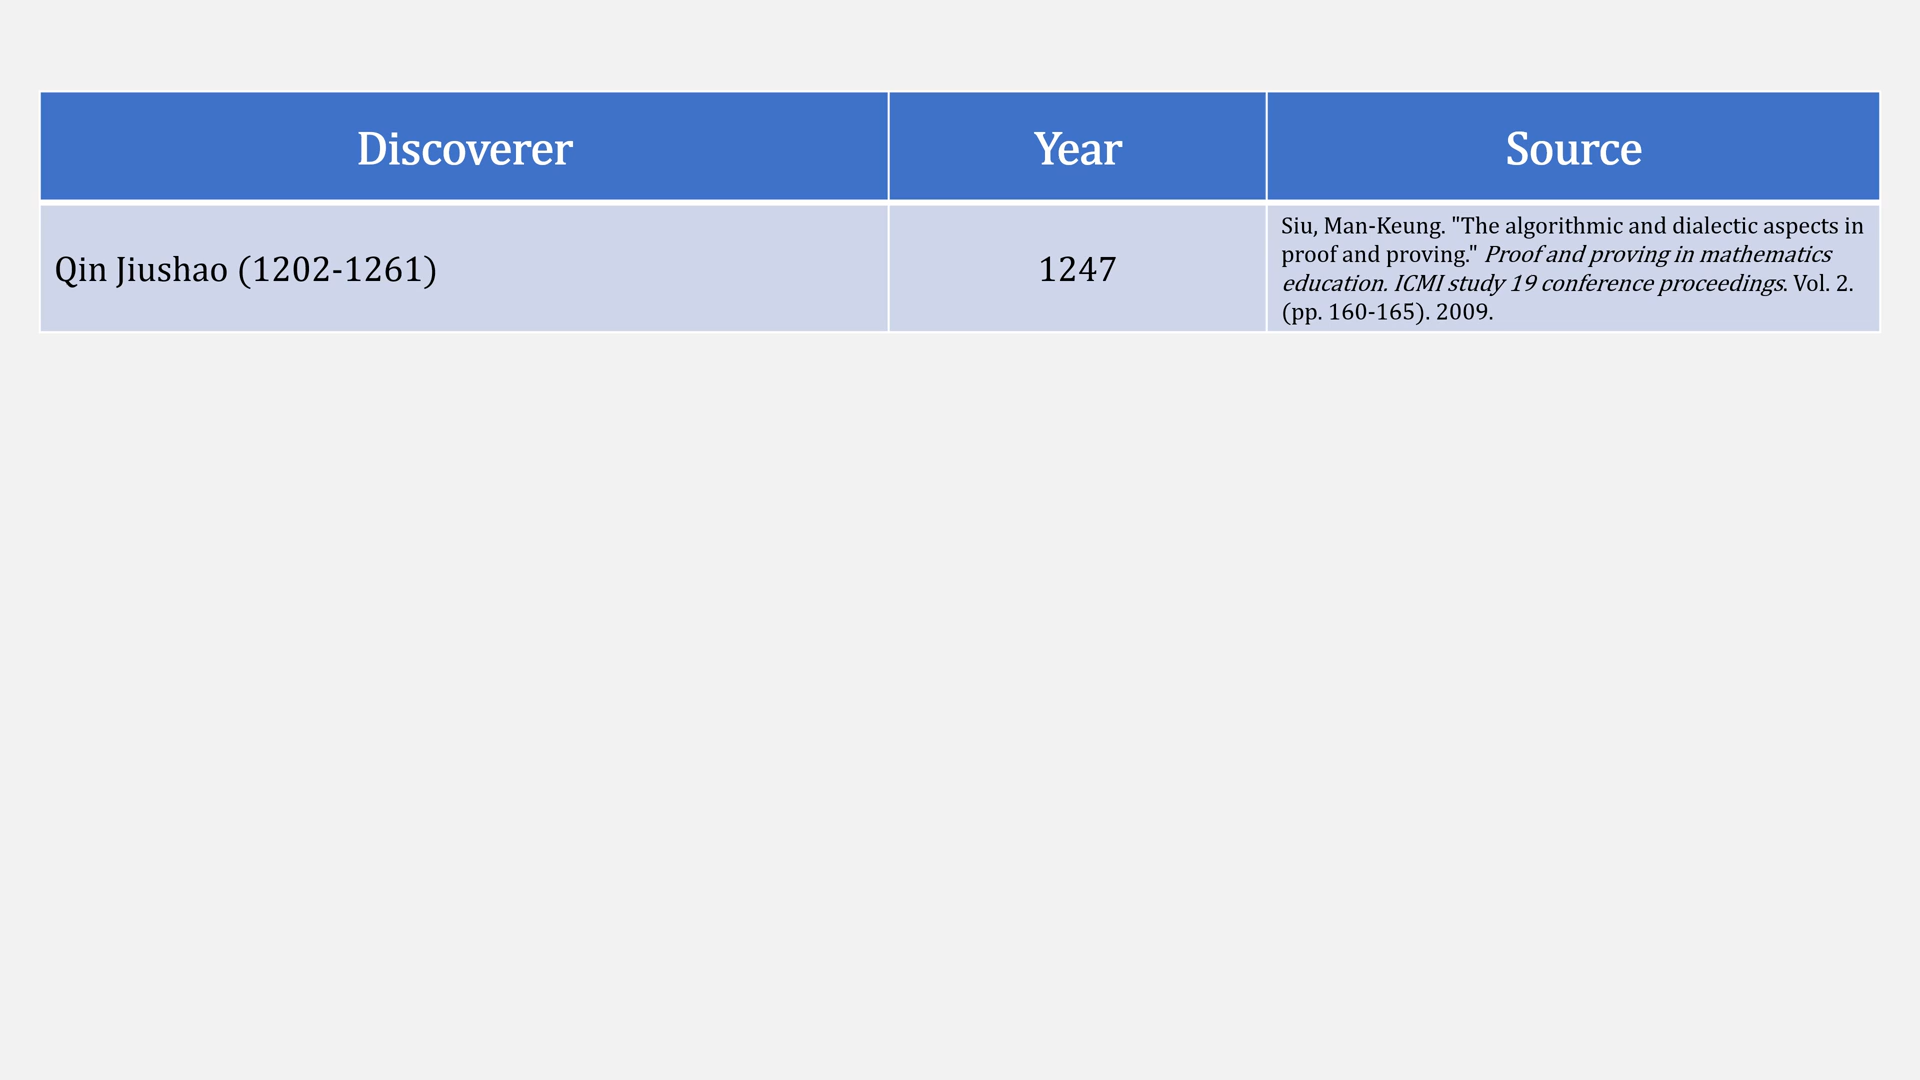 Discoverer
Year
Source
Qin Jiushao (1202-1261)
1247
Siu, Man-Keung. "The algorithmic and dialectic aspects in
proof and proving." Proof and proving in mathematics
education. ICMI study 19 conference proceedings. Vol. 2.
(pp. 160-165). 2009.